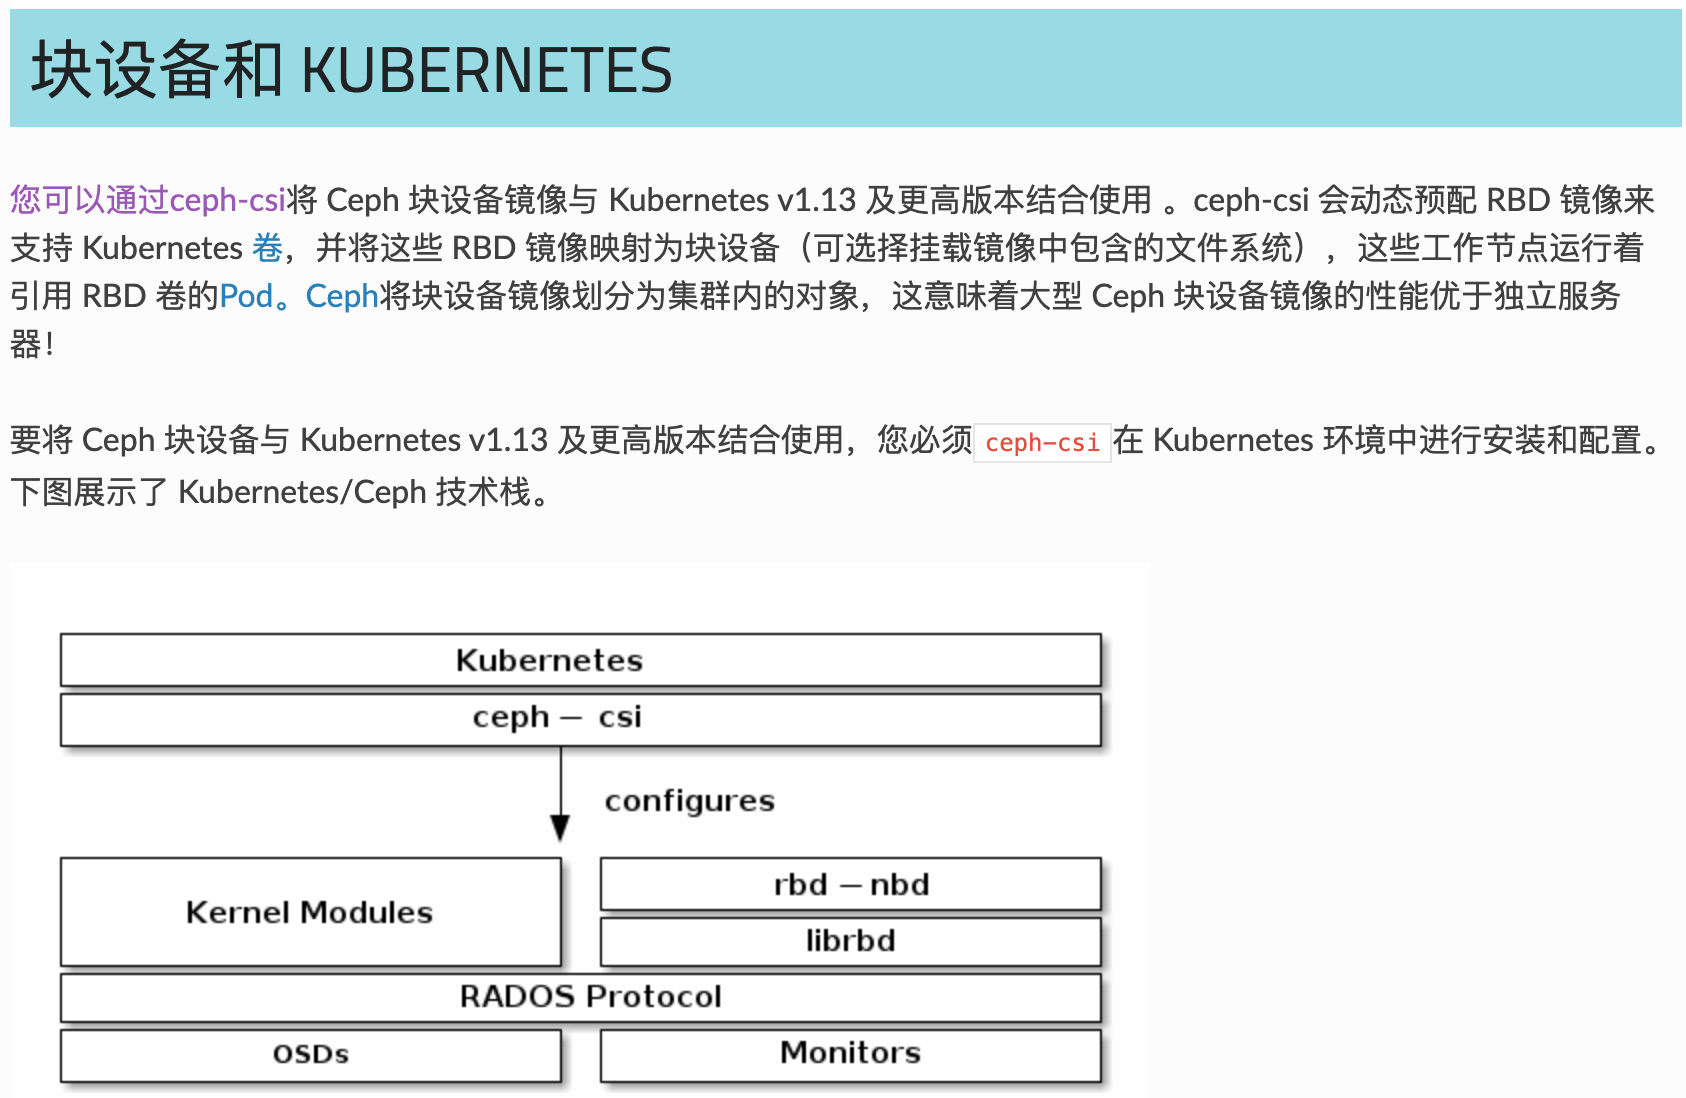 块设备和 KUBERNETES
您可以通过ceph-csi将 Ceph 块设备镜像与 Kubernetes v1.13 及更高版本结合使用 。ceph-csi 会动态预配 RBD 镜像来
支持 Kubernetes 卷，并将这些 RBD 镜像映射为块设备（可选择挂载镜像中包含的文件系统），这些工作节点运行着
引用 RBD 卷的Pod。Ceph将块设备镜像划分为集群内的对象，这意味着大型 Ceph 块设备镜像的性能优于独立服务
器！
要将 Ceph 块设备与 Kubernetes v1.13 及更高版本结合使用，您必须ceph-csi在 Kubernetes 环境中进行安装和配置。
下图展示了 Kubernetes/Ceph 技术栈。
Kubernetes
ceph – csi
configures
Kernel Modules
rbd – nbd
librbd
RADOS Protocol
OSDs
Monitors